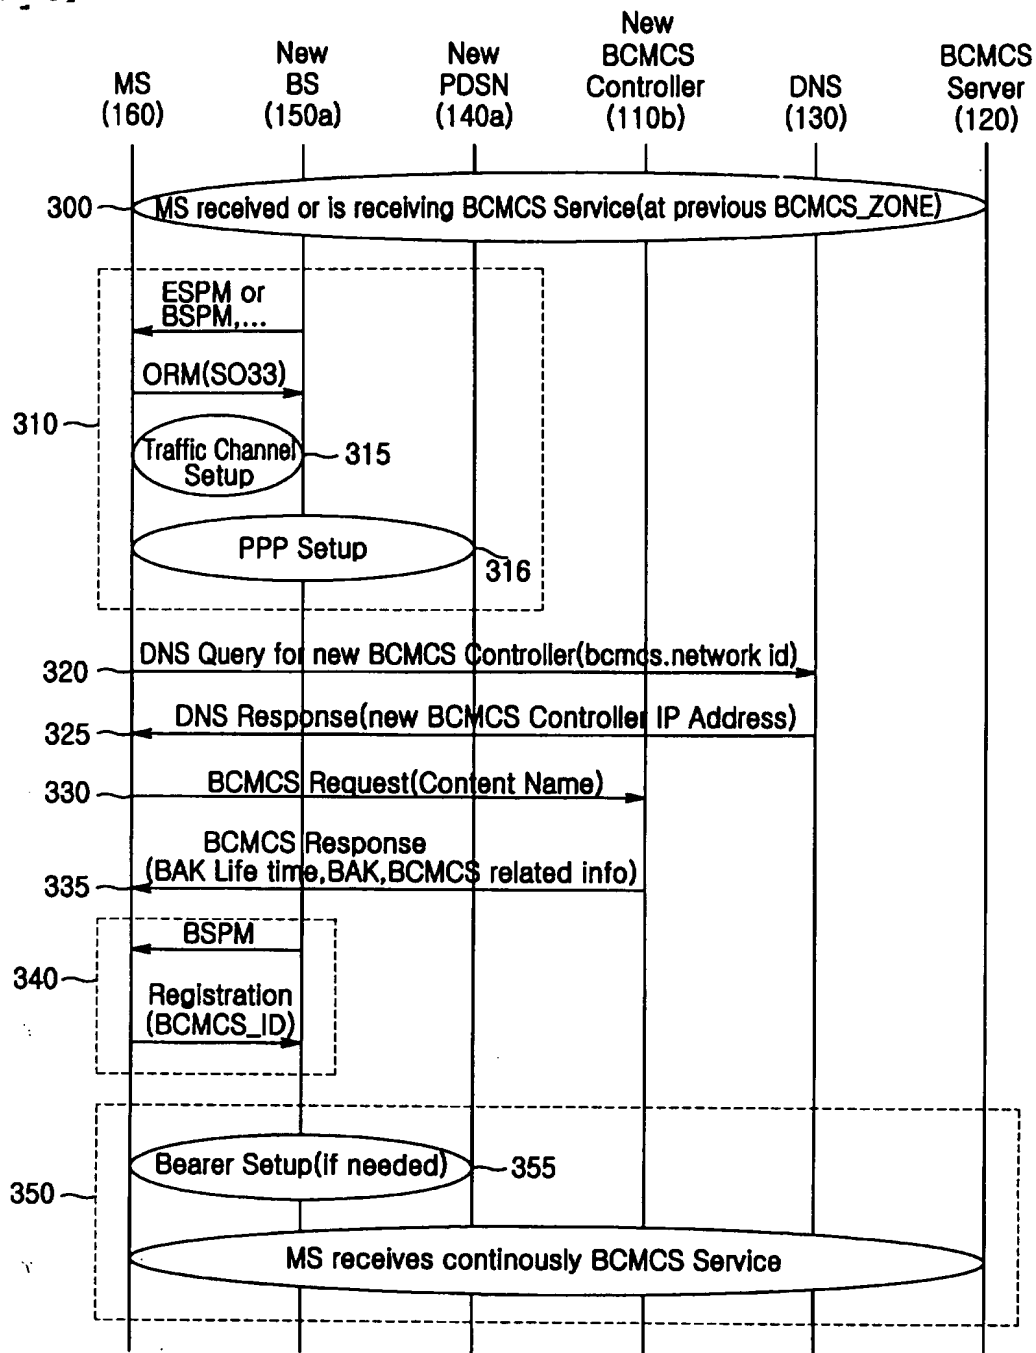 MS
(160)
New
BS
(150a)
New
PDSN
(140a)
New
BCMCS
Controller
(110b)
DNS
(130)
BCMCS
Server
(120)
300
MS received or is receiving BCMCS Service(at previous BCMCS_ZONE)
ESPM or
BSPM,...
ORM(SO33)
310
Traffic Channel
Setup
315
PPP Setup
316
DNS Query for new BCMCS Controller(bcmcs.network id)
320
DNS Response(new BCMCS Controller IP Address)
325
BCMCS Request(Content Name)
330
BCMCS Response
(BAK Life time,BAK,BCMCS related info)
335
BSPM
340
Registration
(BCMCS_ID)
Bearer Setup(if needed)
355
350
MS receives continously BCMCS Service